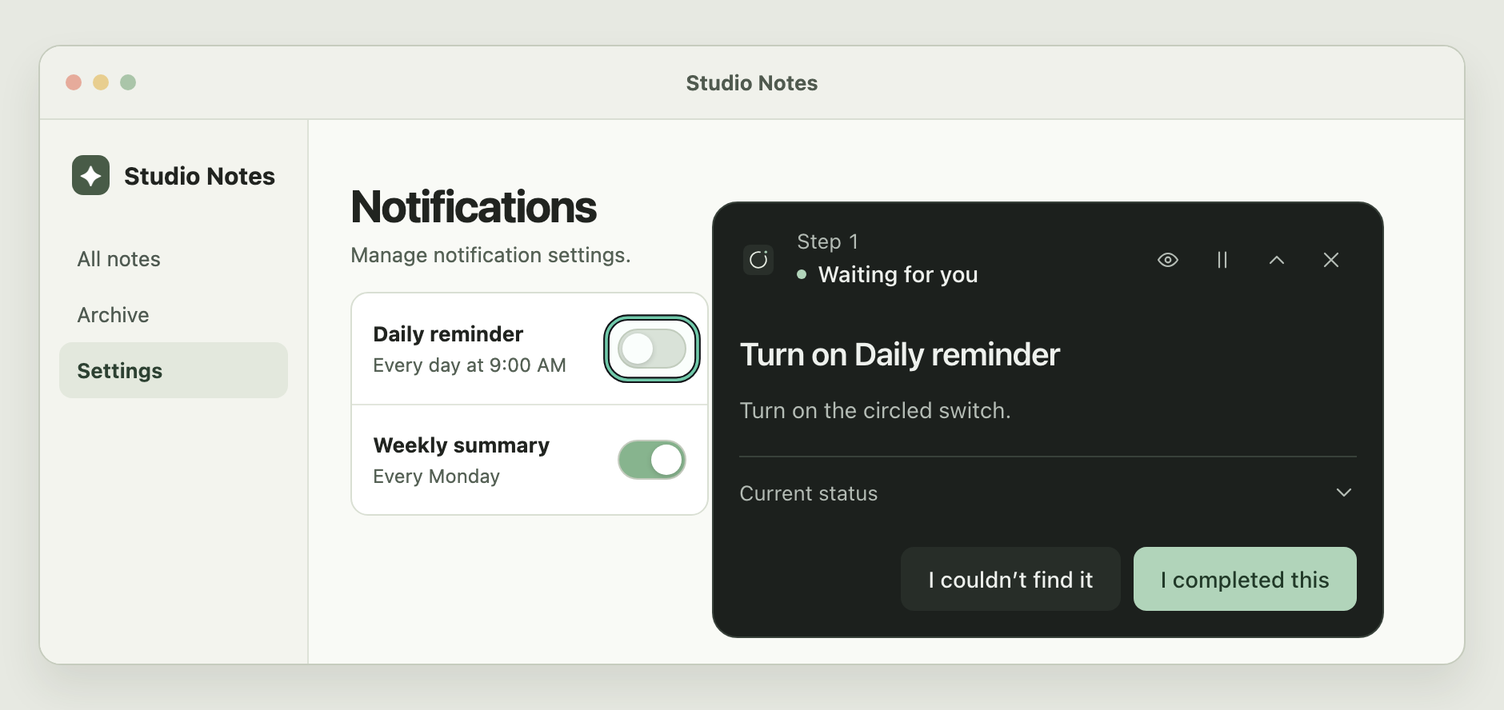 Studio Notes
Studio Notes
All notes
Archive
Settings
Notifications
Manage notification settings.
Daily reminder
Every day at 9:00 AM
Weekly summary
Every Monday
Step 1
Waiting for you
Turn on Daily reminder
Turn on the circled switch.
Current status
I couldn’t find it
I completed this